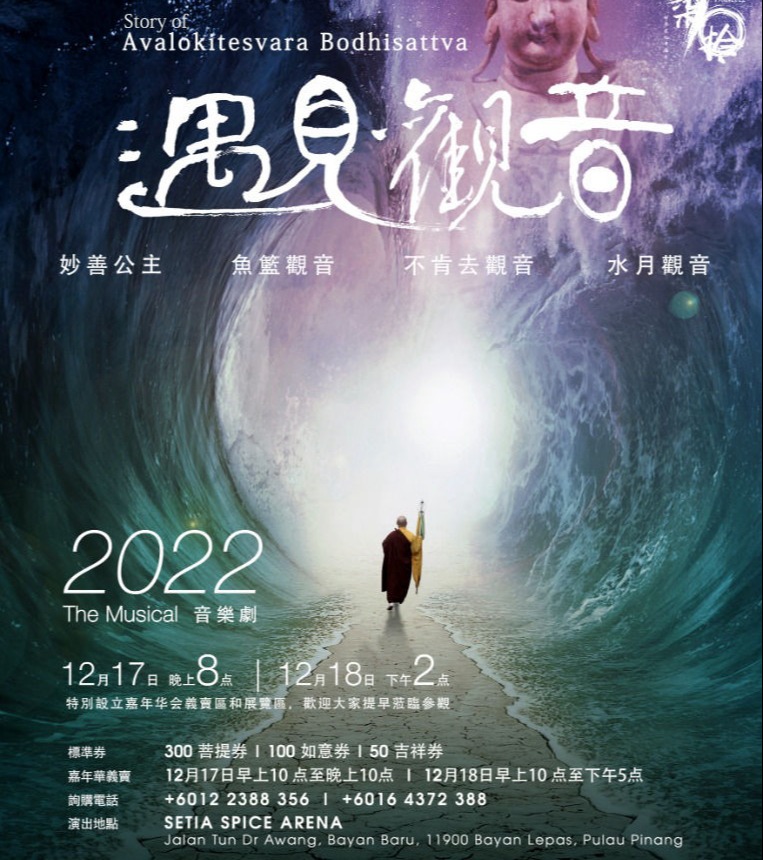 Story of
Avalokitesvara Bodhisattva
遇見觀音
妙善公主 魚籃觀音 不肯去觀音 水月觀音
2022
The Musical 音樂劇
12月17日 晚上8点 | 12月18日 下午2点
特別設立嘉年华会義賣區和展覽區，歡迎大家提早蒞臨參觀
標準券 300 菩提券 I 100 如意券 I 50 吉祥券
嘉年華義賣 12月17日早上10点至晚上10点 I 12月18日早上10点至下午5点
詢購電話 +6012 2388 356 I +6016 4372 388
演出地點 SETIA SPICE ARENA
Jalan Tun Dr Awang, Bayan Baru, 11900 Bayan Lepas, Pulau Pinang